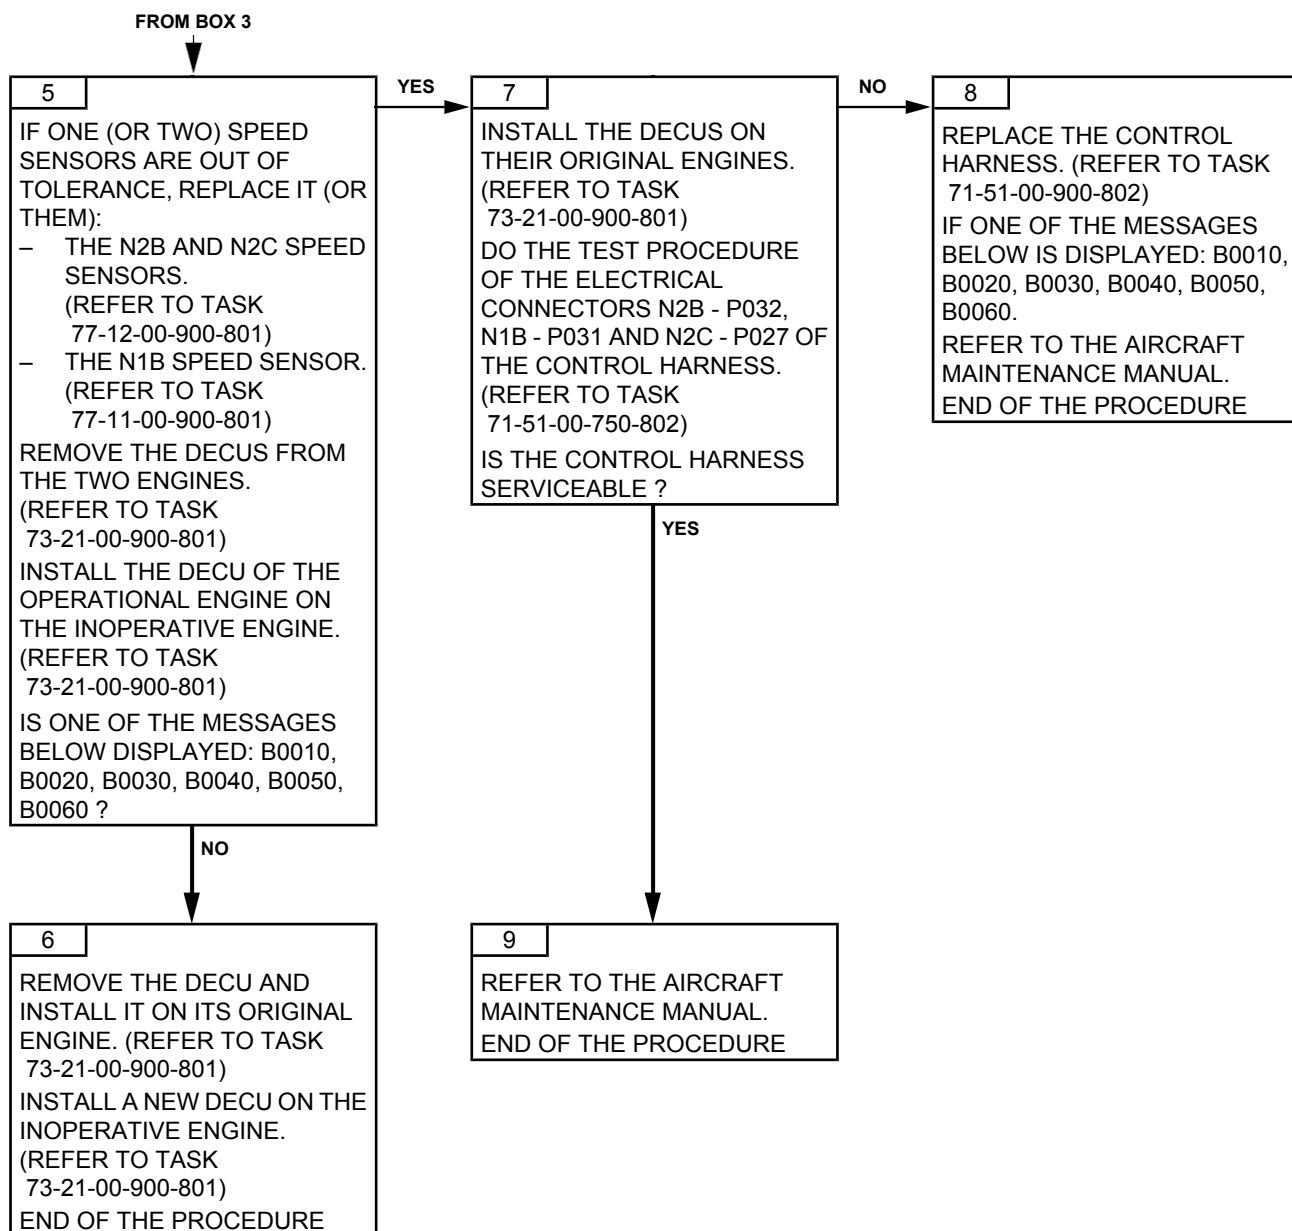 FROM BOX 3
5
IF ONE (OR TWO) SPEED
SENSORS ARE OUT OF
TOLERANCE, REPLACE IT (OR
THEM):
– THE N2B AND N2C SPEED
SENSORS.
(REFER TO TASK
77-12-00-900-801)
– THE N1B SPEED SENSOR.
(REFER TO TASK
77-11-00-900-801)
REMOVE THE DECUS FROM
THE TWO ENGINES.
(REFER TO TASK
73-21-00-900-801)
INSTALL THE DECU OF THE
OPERATIONAL ENGINE ON
THE INOPERATIVE ENGINE.
(REFER TO TASK
73-21-00-900-801)
IS ONE OF THE MESSAGES
BELOW DISPLAYED: B0010,
B0020, B0030, B0040, B0050,
B0060 ?
YES
7
INSTALL THE DECUS ON
THEIR ORIGINAL ENGINES.
(REFER TO TASK
73-21-00-900-801)
DO THE TEST PROCEDURE
OF THE ELECTRICAL
CONNECTORS N2B - P032,
N1B - P031 AND N2C - P027 OF
THE CONTROL HARNESS.
(REFER TO TASK
71-51-00-750-802)
IS THE CONTROL HARNESS
SERVICEABLE ?
NO
8
REPLACE THE CONTROL
HARNESS. (REFER TO TASK
71-51-00-900-802)
IF ONE OF THE MESSAGES
BELOW IS DISPLAYED: B0010,
B0020, B0030, B0040, B0050,
B0060.
REFER TO THE AIRCRAFT
MAINTENANCE MANUAL.
END OF THE PROCEDURE
NO
YES
6
REMOVE THE DECU AND
INSTALL IT ON ITS ORIGINAL
ENGINE. (REFER TO TASK
73-21-00-900-801)
INSTALL A NEW DECU ON THE
INOPERATIVE ENGINE.
(REFER TO TASK
73-21-00-900-801)
END OF THE PROCEDURE
9
REFER TO THE AIRCRAFT
MAINTENANCE MANUAL.
END OF THE PROCEDURE